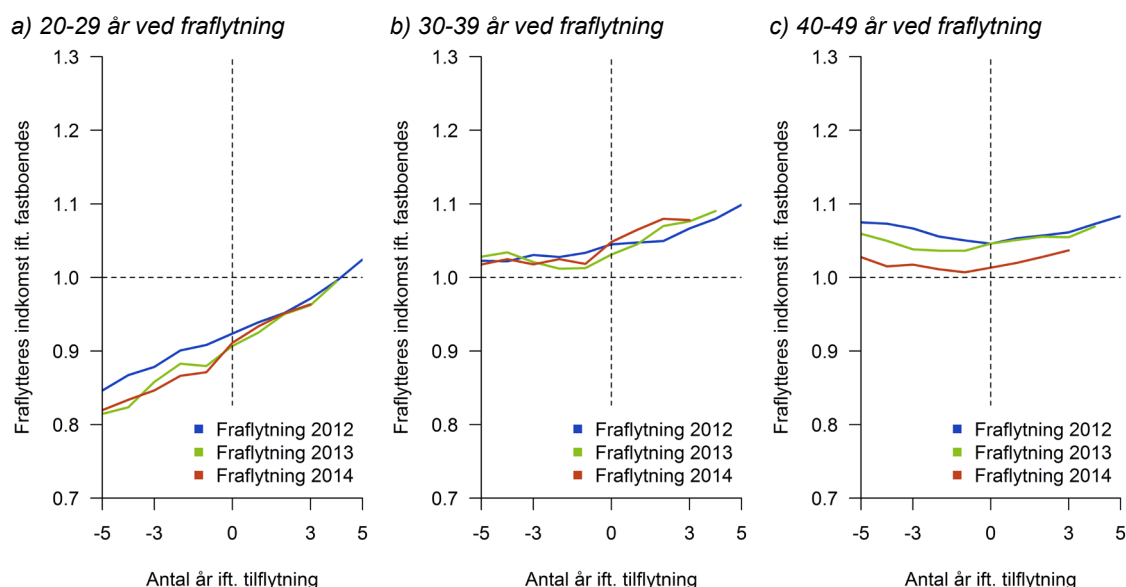 a) 20-29 år ved fraflytning
Fraflytteres indkomst ift. fastboendes
1.3
1.2
1.1
1.0
0.9
0.8
0.7
Fraflytning 2012
Fraflytning 2013
Fraflytning 2014
-5 -3 0 3 5
Antal år ift. tilflytning
b) 30-39 år ved fraflytning
Fraflytteres indkomst ift. fastboendes
1.3
1.2
1.1
1.0
0.9
0.8
0.7
Fraflytning 2012
Fraflytning 2013
Fraflytning 2014
-5 -3 0 3 5
Antal år ift. tilflytning
c) 40-49 år ved fraflytning
Fraflytteres indkomst ift. fastboendes
1.3
1.2
1.1
1.0
0.9
0.8
0.7
Fraflytning 2012
Fraflytning 2013
Fraflytning 2014
-5 -3 0 3 5
Antal år ift. tilflytning